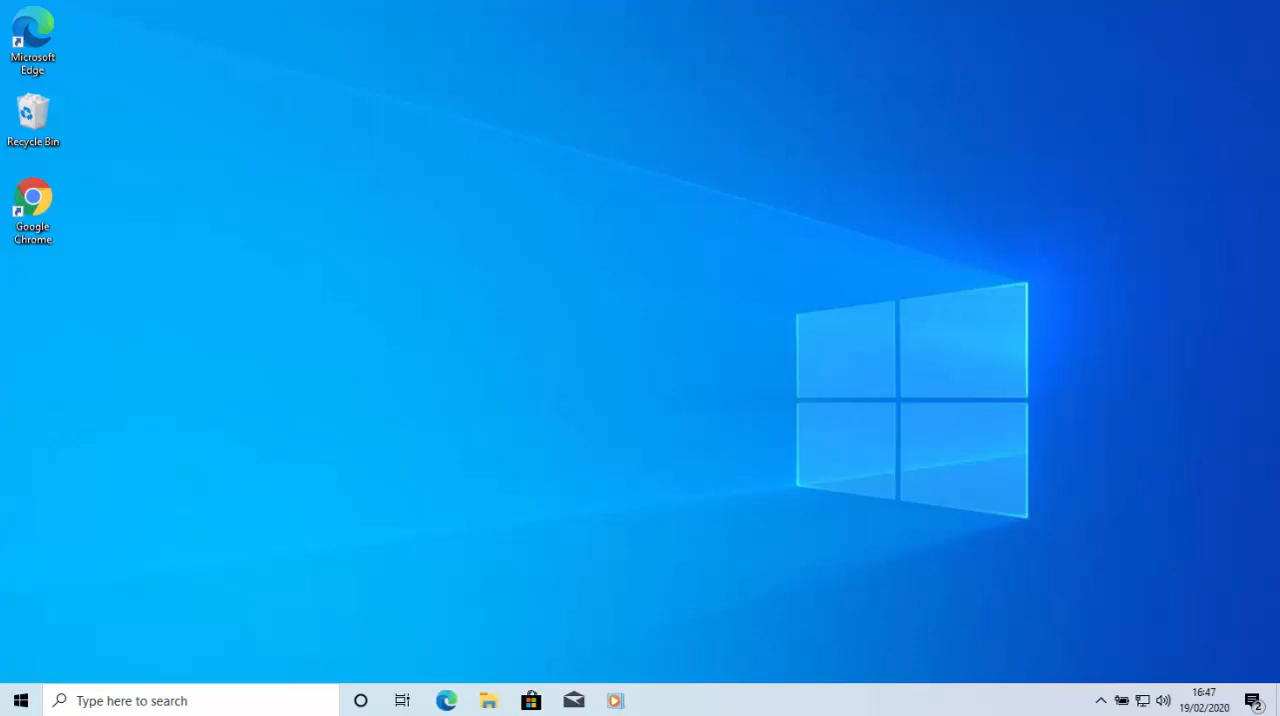 Microsoft
Edge
Recycle Bin
Google
Chrome
Type here to search
16:47
19/02/2020
2